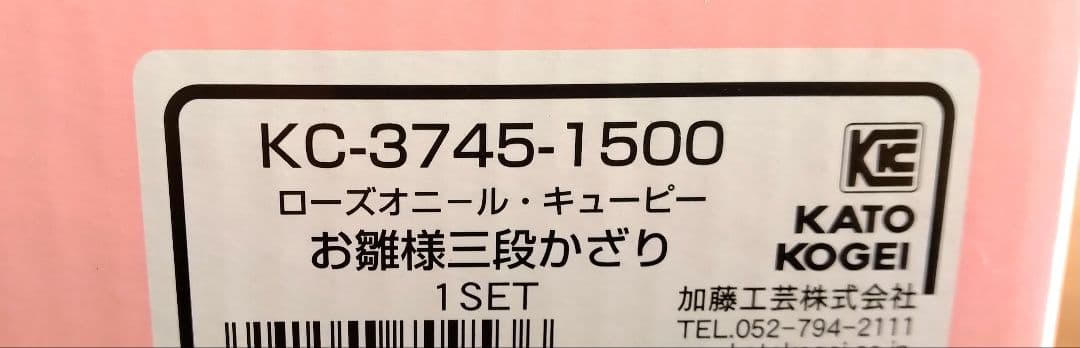 KC-3745-1500
ローズオニール・キューピー
お雛様三段かざり
1SET
KC
KATO
KOGEI
加藤工芸株式会社
TEL.052-794-2111